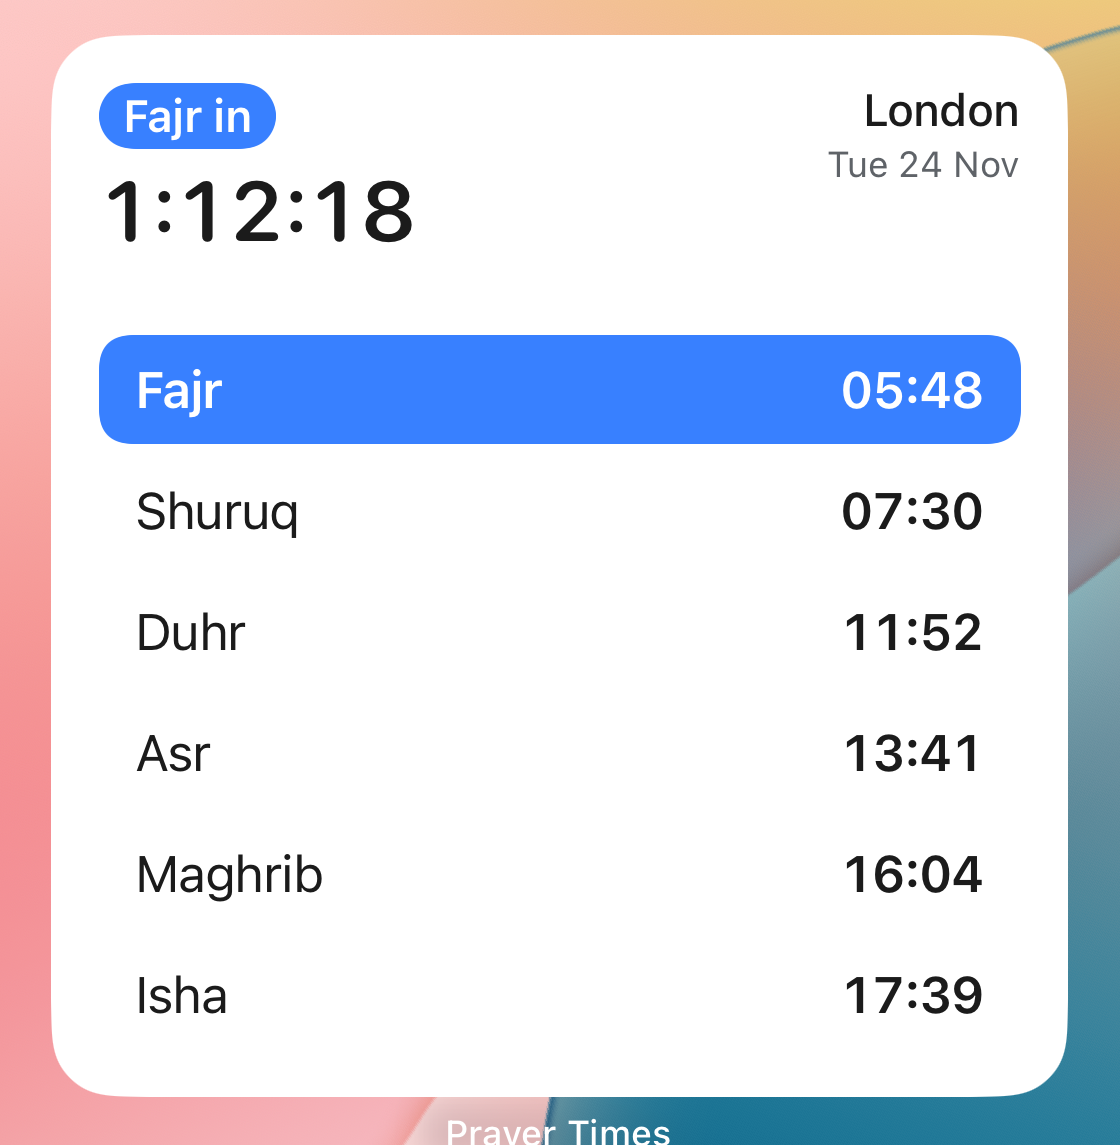 Fajr in
London
Tue 24 Nov
1:12:18
Fajr 05:48
Shuruq 07:30
Duhr 11:52
Asr 13:41
Maghrib 16:04
Isha 17:39
Prayer Times